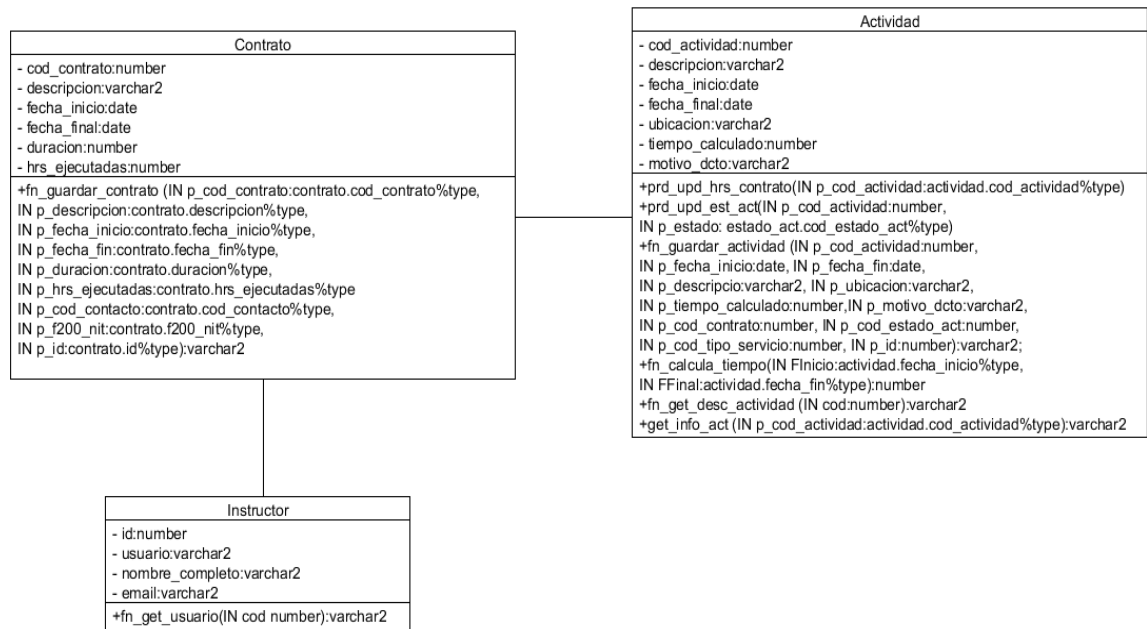 Contrato
- cod_contrato:number
- descripcion:varchar2
- fecha_inicio:date
- fecha_final:date
- duracion:number
- hrs_ejecutadas:number
+fn_guardar_contrato (IN p_cod_contrato:contrato.cod_contrato%type,
IN p_descripcion:contrato.descripcion%type,
IN p_fecha_inicio:contrato.fecha_inicio%type,
IN p_fecha_fin:contrato.fecha_fin%type,
IN p_duracion:contrato.duracion%type,
IN p_hrs_ejecutadas:contrato.hrs_ejecutadas%type
IN p_cod_contacto:contrato.cod_contacto%type,
IN p_f200_nit:contrato.f200_nit%type,
IN p_id:contrato.id%type):varchar2
Actividad
- cod_actividad:number
- descripcion:varchar2
- fecha_inicio:date
- fecha_final:date
- ubicacion:varchar2
- tiempo_calculado:number
- motivo_dcto:varchar2
+prd_upd_hrs_contrato(IN p_cod_actividad:actividad.cod_actividad%type)
+prd_upd_est_act(IN p_cod_actividad:number,
IN p_estado: estado_act.cod_estado_act%type)
+fn_guardar_actividad (IN p_cod_actividad:number,
IN p_fecha_inicio:date, IN p_fecha_fin:date,
IN p_descripcio:varchar2, IN p_ubicacion:varchar2,
IN p_tiempo_calculado:number,IN p_motivo_dcto:varchar2,
IN p_cod_contrato:number, IN p_cod_estado_act:number,
IN p_cod_tipo_servicio:number, IN p_id:number):varchar2;
+fn_calcula_tiempo(IN FInicio:actividad.fecha_inicio%type,
IN FFinal:actividad.fecha_fin%type):number
+fn_get_desc_actividad (IN cod:number):varchar2
+get_info_act (IN p_cod_actividad:actividad.cod_actividad%type):varchar2
Instructor
- id:number
- usuario:varchar2
- nombre_completo:varchar2
- email:varchar2
+fn_get_usuario(IN cod number):varchar2